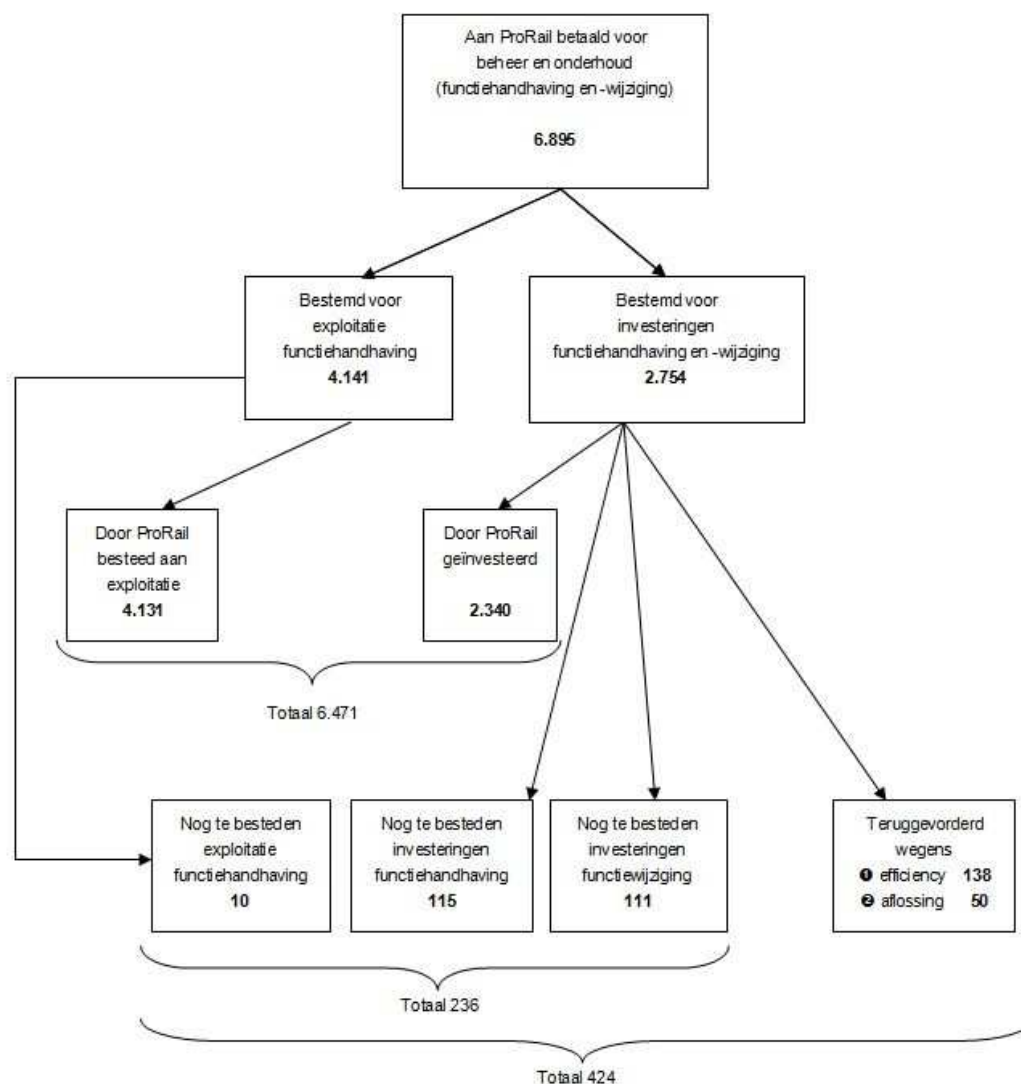 Aan ProRail betaald voor
beheer en onderhoud
(functiehandhaving en -wijziging)
6.895
Bestemd voor
exploitatie
functiehandhaving
4.141
Bestemd voor
investeringen
functiehandhaving en -wijziging
2.754
Door ProRail
besteed aan
exploitatie
4.131
Door ProRail
geïnvesteerd
2.340
Totaal 6.471
Nog te besteden
exploitatie
functiehandhaving
10
Nog te besteden
investeringen
functiehandhaving
115
Nog te besteden
investeringen
functiewijziging
111
Teruggevorderd
wegens
❶ efficiency 138
❷ aflossing 50
Totaal 236
Totaal 424